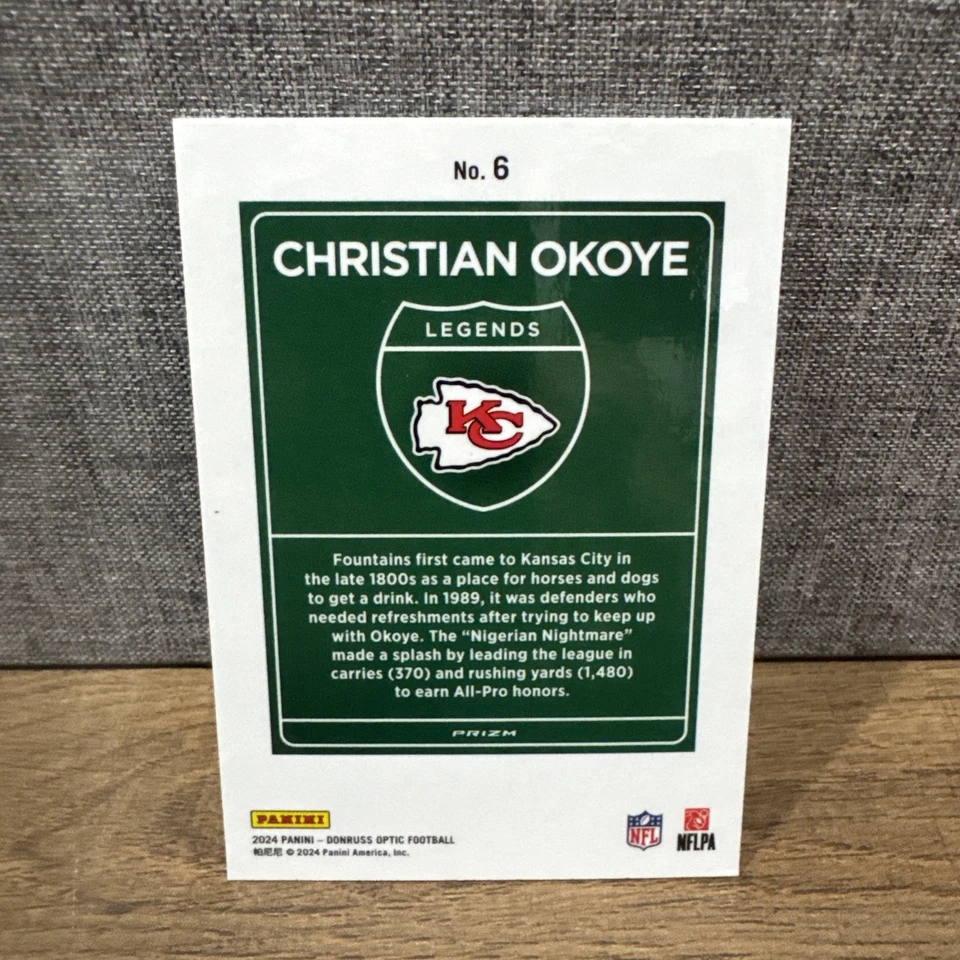 No. 6
CHRISTIAN OKOYE
LEGENDS
KC
Fountains first came to Kansas City in
the late 1800s as a place for horses and dogs
to get a drink. In 1989, it was defenders who
needed refreshments after trying to keep up
with Okoye. The “Nigerian Nightmare”
made a splash by leading the league in
carries (370) and rushing yards (1,480)
to earn All-Pro honors.
PRIZM
PANINI
2024 PANINI – DONRUSS OPTIC FOOTBALL
帕尼尼 © 2024 Panini America, Inc.
NFL
NFLPA